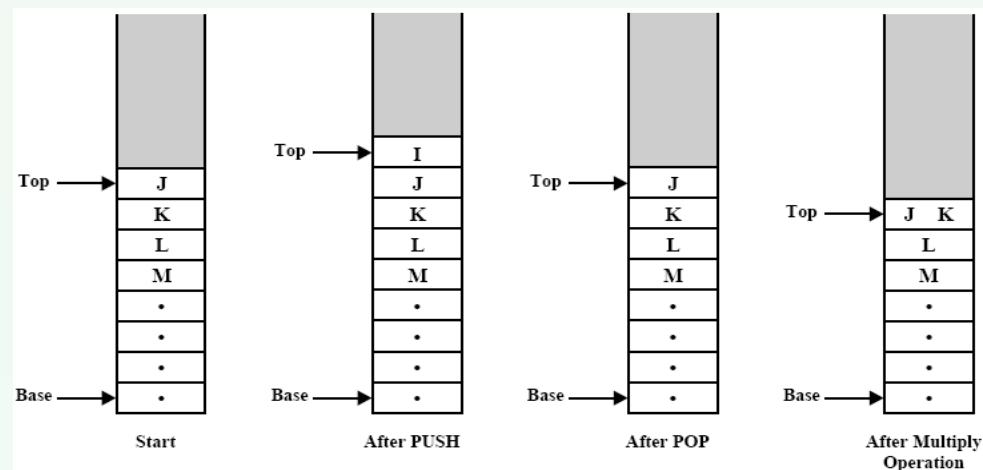 Top
J
K
L
M
•
•
•
Base
•
Start
Top
I
J
K
L
M
•
•
•
Base
•
After PUSH
Top
J
K
L
M
•
•
•
Base
•
After POP
Top
J K
L
M
•
•
•
Base
•
After Multiply
Operation